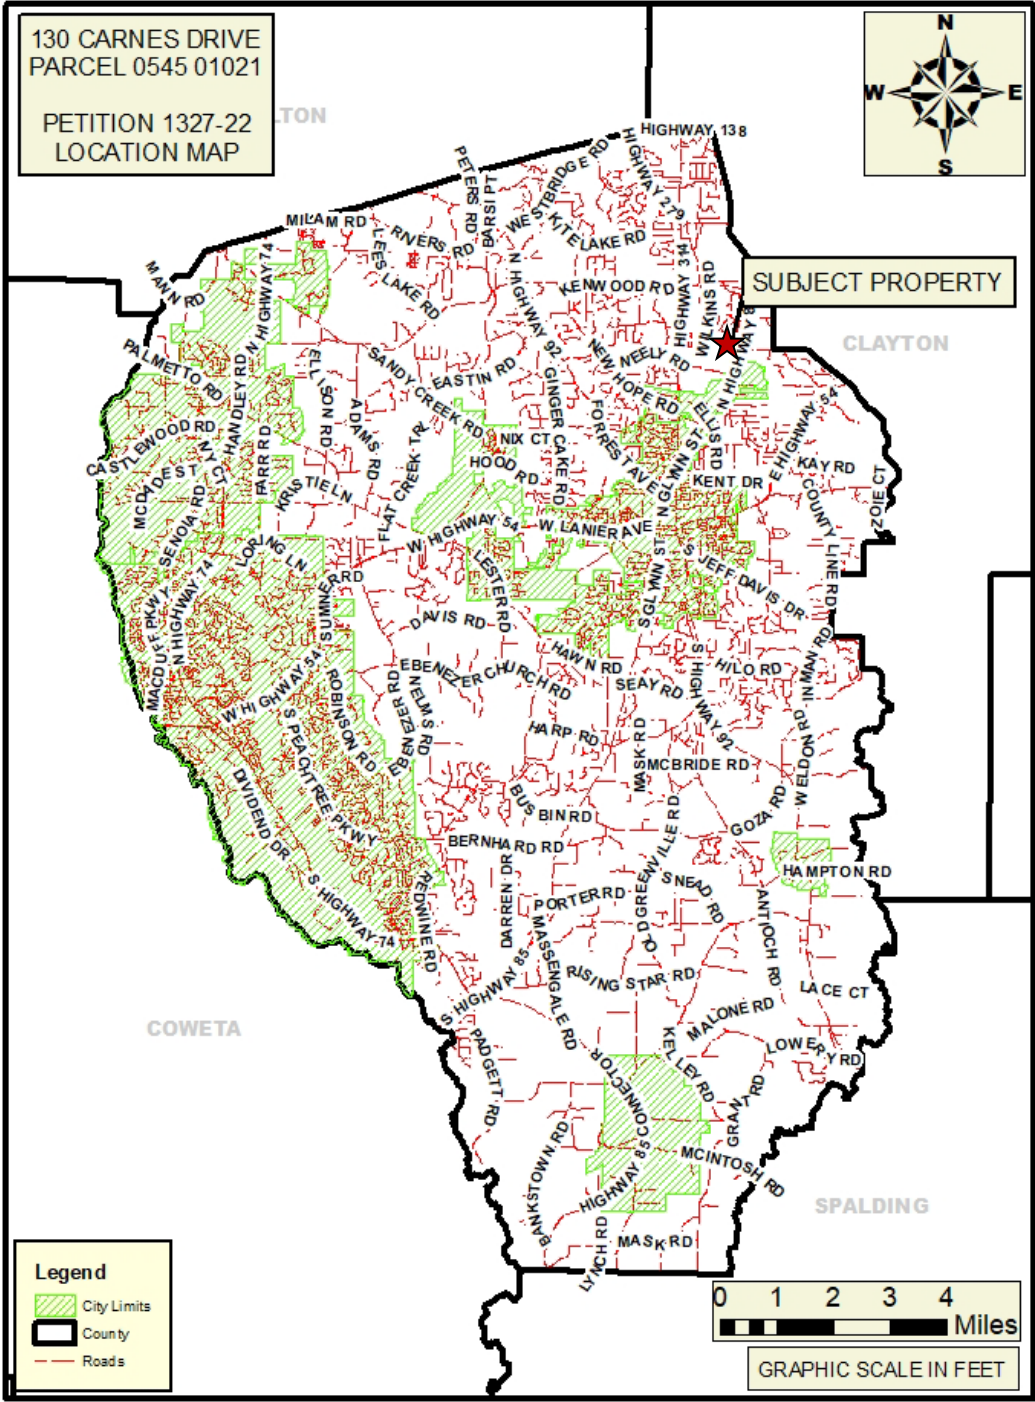 130 CARNES DRIVE
PARCEL 0545 01021
PETITION 1327-22
LOCATION MAP
LTON
N
W
E
S
HIGHWAY 138
HIGHWAY 279
PETERS RD
BARSI PT
WESTBRIDGE RD
KITE LAKE RD
MILAM RD
RIVERS RD
LEES LAKE RD
N HIGHWAY 92
KENWOOD RD
HIGHWAY 314
WILKINS RD
SUBJECT PROPERTY
MANN RD
N HIGHWAY 74
CLAYTON
PALMETTO RD
HANDLEY RD
ELLISON RD
SANDY CREEK RD
EASTIN RD
GINGER CAKE RD
NEW HOPE RD
NEELY RD
N HIGHWAY 8
ADAMS RD
FLAT CREEK TR
NIX CT
HOOD RD
FORREST AVE
ELLIS RD
E HIGHWAY 54
CASTLEWOOD RD
IVY CT
FARR RD
KRISTIE LN
KAY RD
MCDADE ST
SENOIA RD
KENT DR
N GLYNN ST
ZOIE CT
COUNTY LINE RD
W HIGHWAY 54
W LANIER AVE
LORING LN
LESTER RD
S JEFF DAVIS DR
SUMNER RD
MACDUFF PKWY
N HIGHWAY 74
DAVIS RD
S GLYNN ST
HAWN RD
HILO RD
INMAN RD
EBENEZER CHURCH RD
SEAY RD
S HIGHWAY 92
W HIGHWAY 54
ROBINSON RD
EBENEZER RD
NELMS RD
HARP RD
MASK RD
MCBRIDE RD
WELDON RD
S PEACHTREE PKWY
DIVIDEND DR
BUSBIN RD
GOZA RD
BERNHARD RD
OLD GREENVILLE RD
HAMPTON RD
S HIGHWAY 74
REDWINE RD
DARREN DR
PORTER RD
SNEAD RD
ANTIOCH RD
MASSENGALE RD
S HIGHWAY 85
RISING STAR RD
LACE CT
COWETA
MALONE RD
PADGETT RD
KELLEY RD
LOWERY RD
GRANT RD
HIGHWAY 85 CONNECTOR
BANKSTOWN RD
MCINTOSH RD
SPALDING
MASK RD
LYNCH RD
Legend
City Limits
County
Roads
0 1 2 3 4
Miles
GRAPHIC SCALE IN FEET